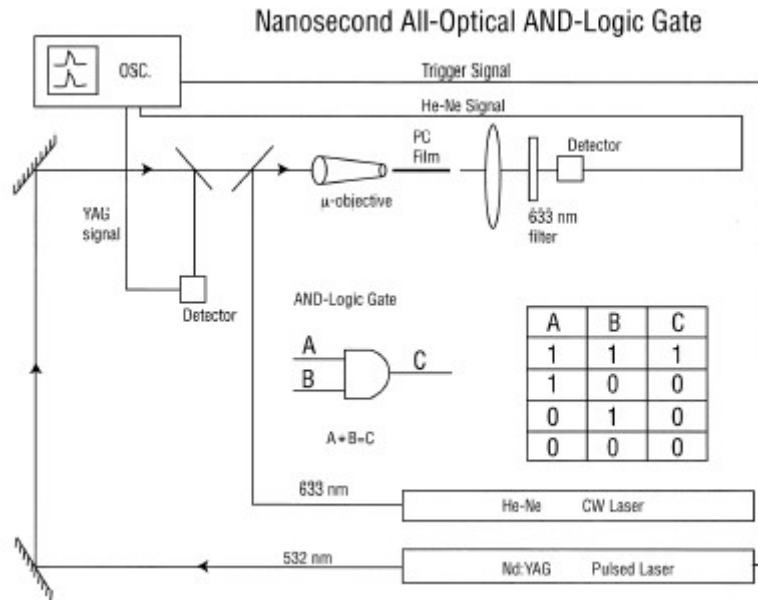 Nanosecond All-Optical AND-Logic Gate
OSC.
Trigger Signal
He-Ne Signal
PC
Film
Detector
μ-objective
633 nm
filter
YAG
signal
Detector
AND-Logic Gate
A
B
C
A*B=C
A B C
1 1 1
1 0 0
0 1 0
0 0 0
633 nm
He-Ne CW Laser
532 nm
Nd:YAG Pulsed Laser